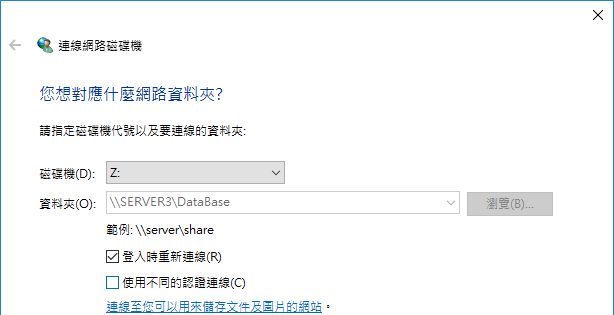 連線網路磁碟機
您想對應什麼網路資料夾?
請指定磁碟機代號以及要連線的資料夾:
磁碟機(D): Z:
資料夾(O): \\SERVER3\DataBase 瀏覽(B)...
範例: \\server\share
登入時重新連線(R)
使用不同的認證連線(C)
連線至您可以用來儲存文件及圖片的網站。